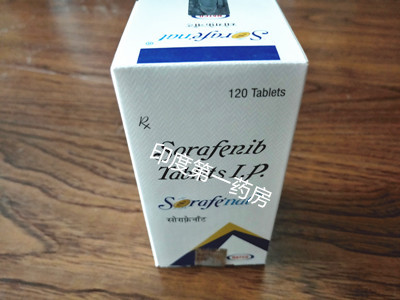 Sorafenat
सोराफ़ेनॉट
120 Tablets
Rx
Sorafenib
Tablets I.P.
Sorafenat
सोराफ़ेनॉट
印度第一药房